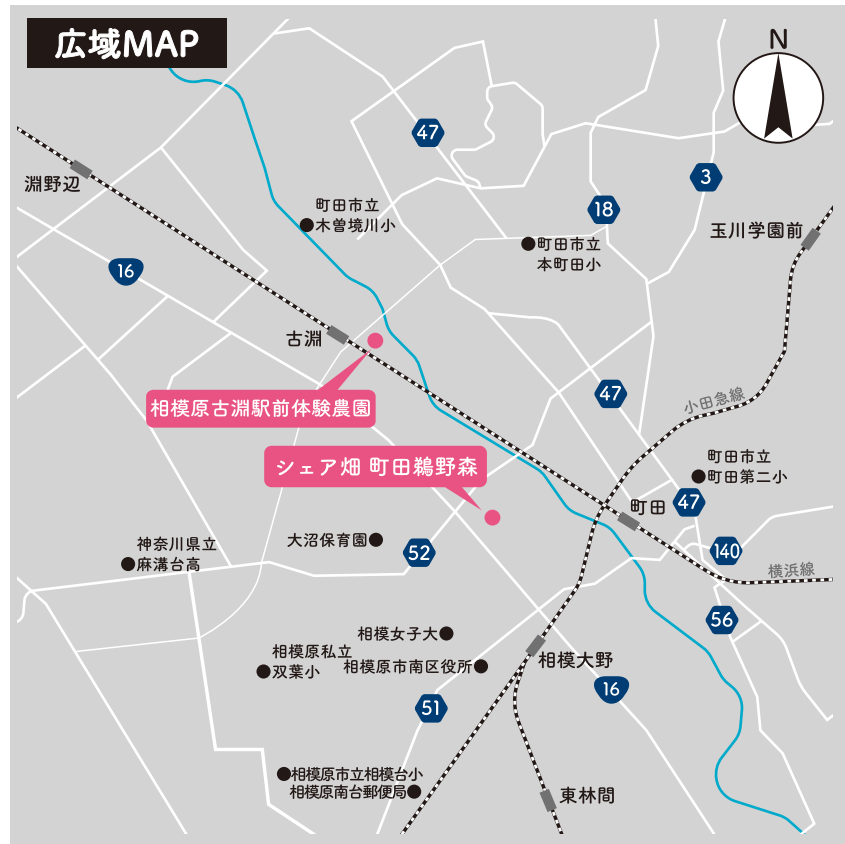 広域MAP
N
47
3
淵野辺
町田市立
木曽境川小
18
玉川学園前
町田市立
本町田小
16
古淵
相模原古淵駅前体験農園
47
小田急線
シェア畑 町田鵜野森
町田市立
町田第二小
47
町田
神奈川県立
麻溝台高
大沼保育園
52
140
横浜線
56
相模女子大
相模原私立
双葉小
相模原市南区役所
相模大野
16
51
相模原市立相模台小
相模原南台郵便局
東林間